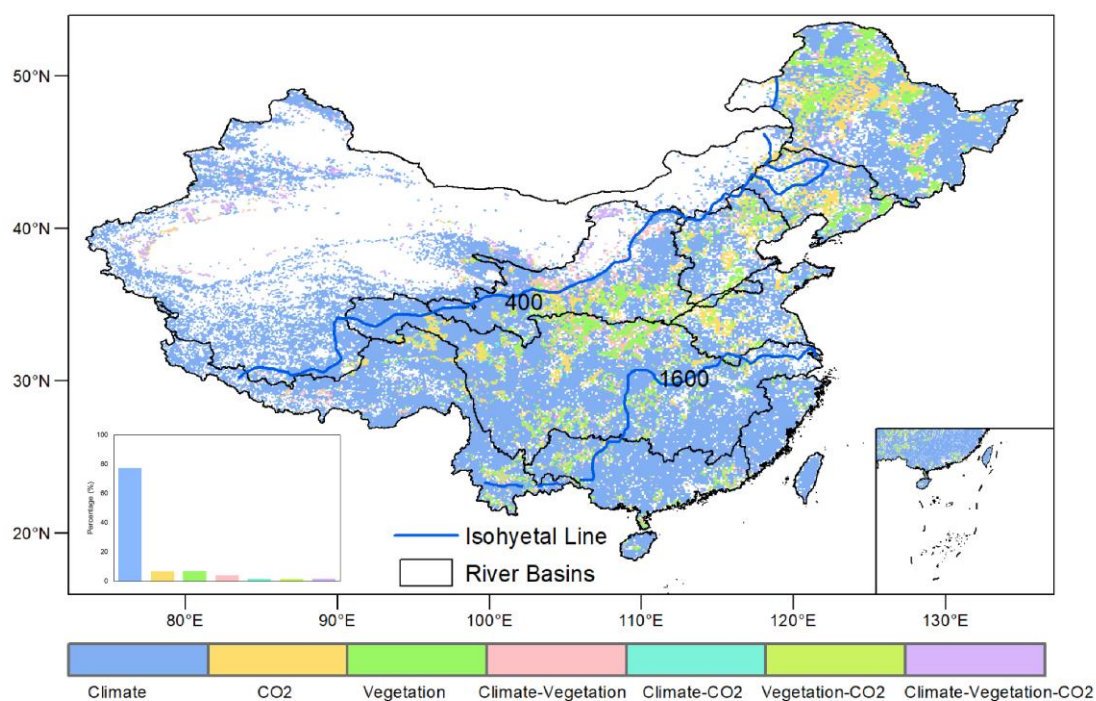 50°N
40°N
30°N
20°N
400
1600
100
80
60
40
20
0
Percentage (%)
Isohyetal Line
River Basins
80°E 90°E 100°E 110°E 120°E 130°E
Climate CO2 Vegetation Climate-Vegetation Climate-CO2 Vegetation-CO2 Climate-Vegetation-CO2